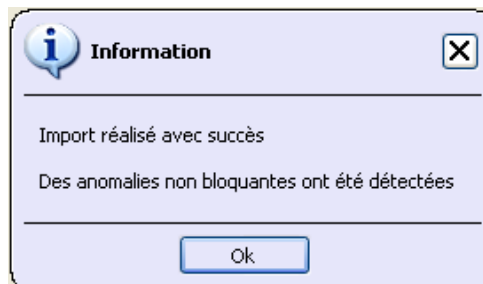 Information
Import réalisé avec succès
Des anomalies non bloquantes ont été détectées
Ok